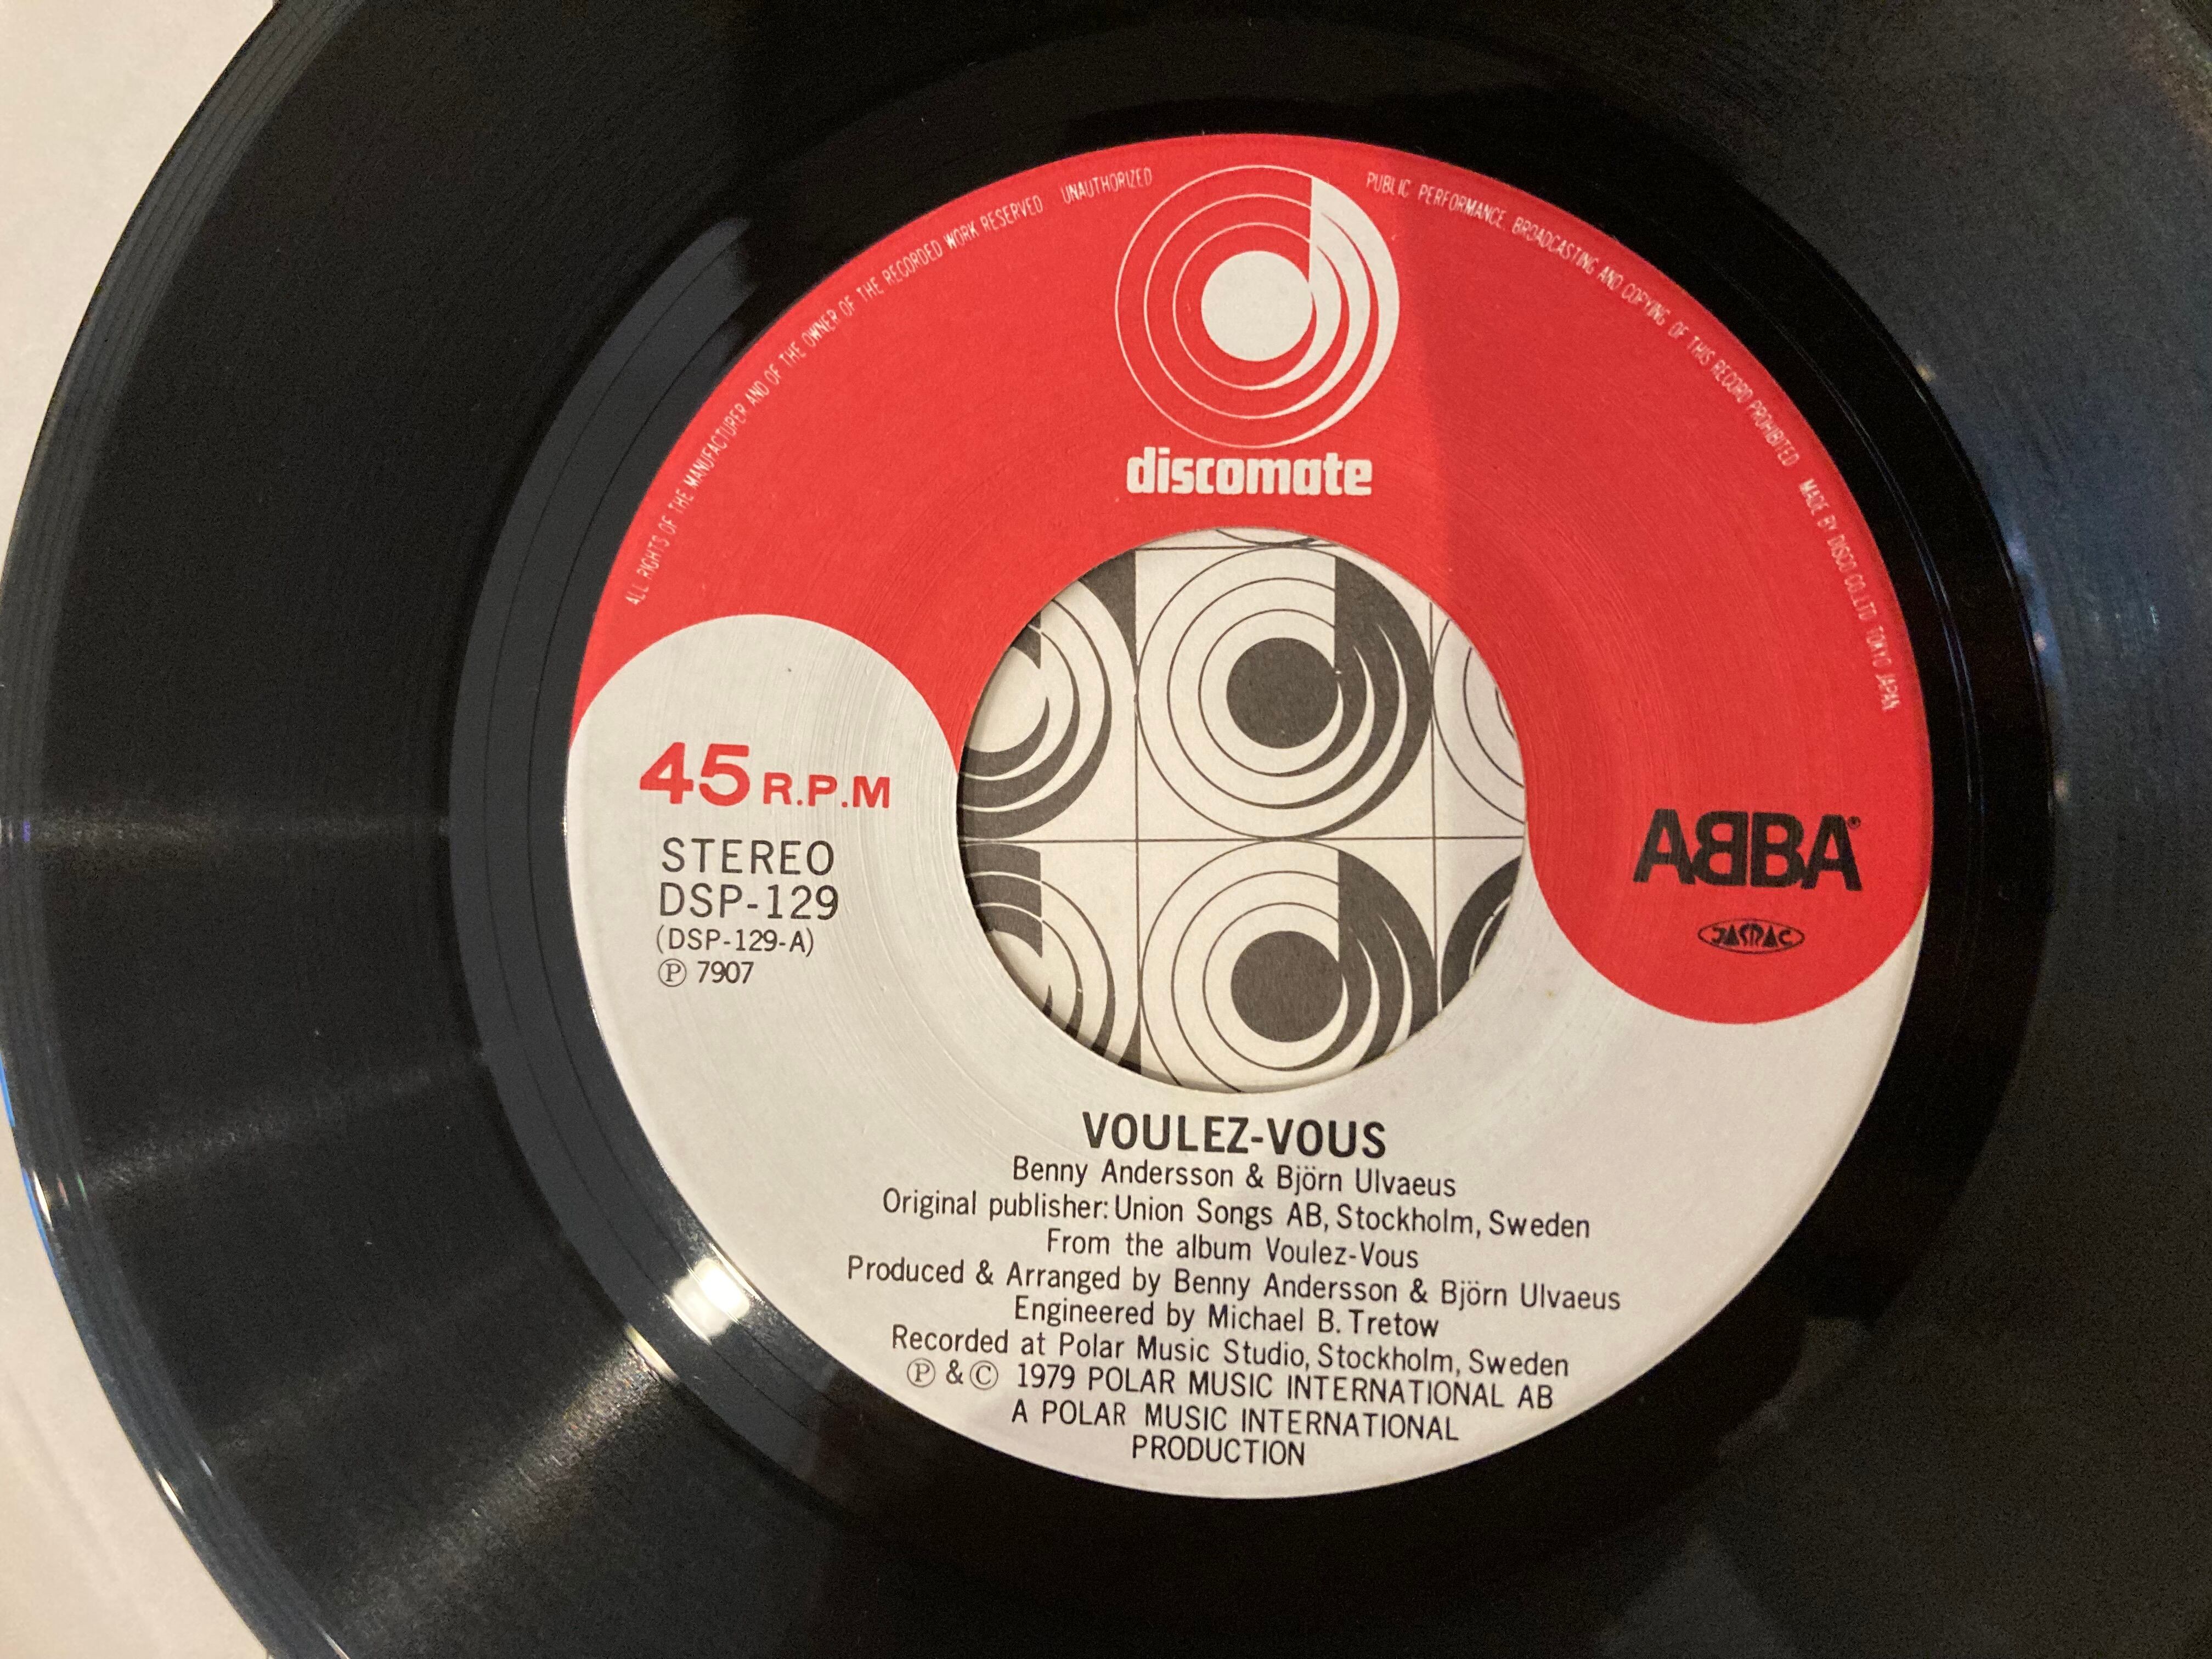 ALL RIGHTS OF THE MANUFACTURER AND OF THE OWNER OF THE RECORDED WORK RESERVED UNAUTHORIZED PUBLIC PERFORMANCE. BROADCASTING AND COPYING OF THIS RECORD PROHIBITED MADE BY DISCO CO.LTD TOKYO JAPAN
discomate
45 R.P.M
STEREO
DSP-129
(DSP-129-A)
Ⓟ 7907
ABBA®
JASRAC
VOULEZ-VOUS
Benny Andersson & Björn Ulvaeus
Original publisher: Union Songs AB, Stockholm, Sweden
From the album Voulez-Vous
Produced & Arranged by Benny Andersson & Björn Ulvaeus
Engineered by Michael B. Tretow
Recorded at Polar Music Studio, Stockholm, Sweden
Ⓟ & © 1979 POLAR MUSIC INTERNATIONAL AB
A POLAR MUSIC INTERNATIONAL
PRODUCTION